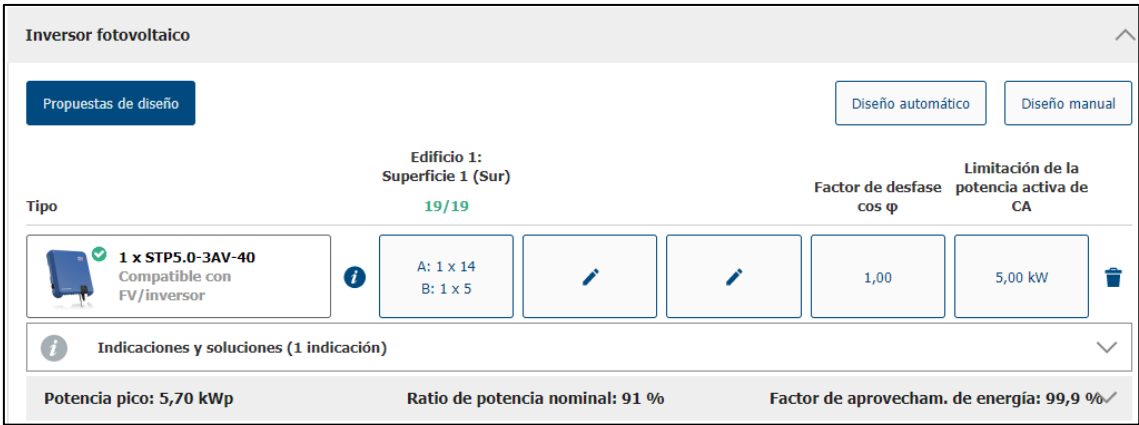 Inversor fotovoltaico
Propuestas de diseño
Diseño automático
Diseño manual
Edificio 1:
Superficie 1 (Sur)
19/19
Tipo
Factor de desfase
cos φ
Limitación de la
potencia activa de
CA
1 x STP5.0-3AV-40
Compatible con
FV/inversor
A: 1 x 14
B: 1 x 5
1,00
5,00 kW
Indicaciones y soluciones (1 indicación)
Potencia pico: 5,70 kWp
Ratio de potencia nominal: 91 %
Factor de aprovecham. de energía: 99,9 %